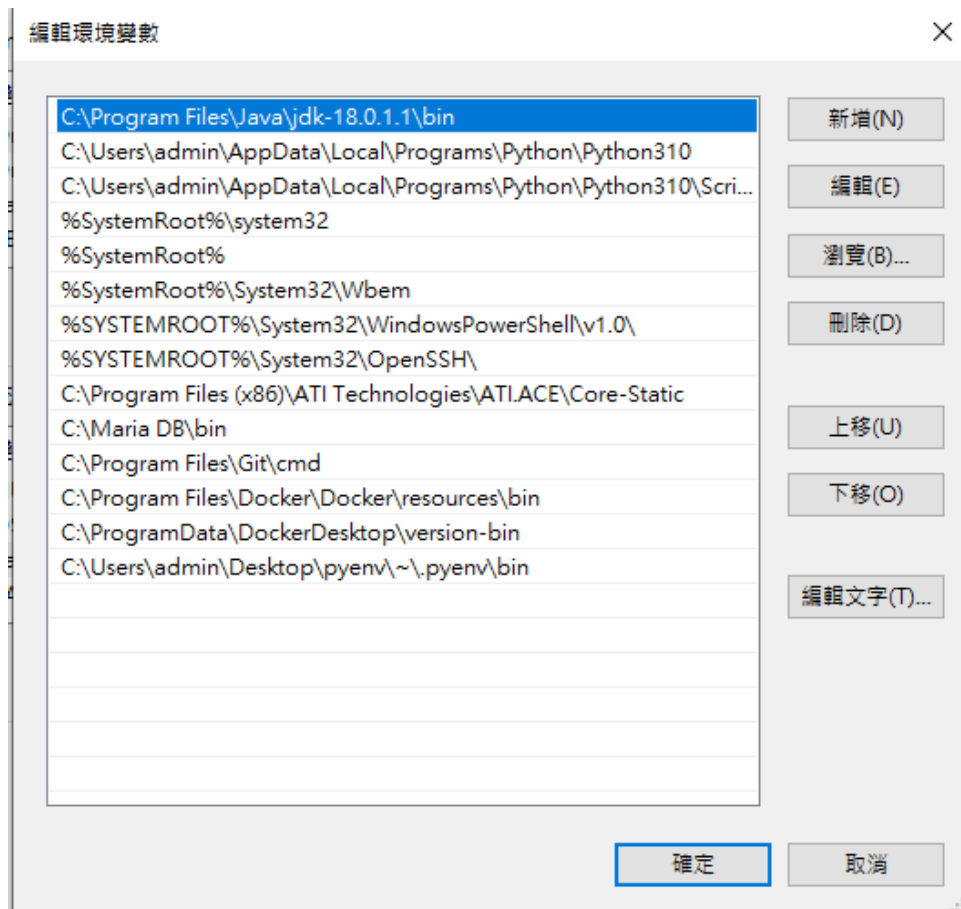 編輯環境變數
C:\Program Files\Java\jdk-18.0.1.1\bin
C:\Users\admin\AppData\Local\Programs\Python\Python310
C:\Users\admin\AppData\Local\Programs\Python\Python310\Scri...
%SystemRoot%\system32
%SystemRoot%
%SystemRoot%\System32\Wbem
%SYSTEMROOT%\System32\WindowsPowerShell\v1.0\
%SYSTEMROOT%\System32\OpenSSH\
C:\Program Files (x86)\ATI Technologies\ATI.ACE\Core-Static
C:\Maria DB\bin
C:\Program Files\Git\cmd
C:\Program Files\Docker\Docker\resources\bin
C:\ProgramData\DockerDesktop\version-bin
C:\Users\admin\Desktop\pyenv\~\.pyenv\bin
新增(N)
編輯(E)
瀏覽(B)...
刪除(D)
上移(U)
下移(O)
編輯文字(T)...
確定
取消